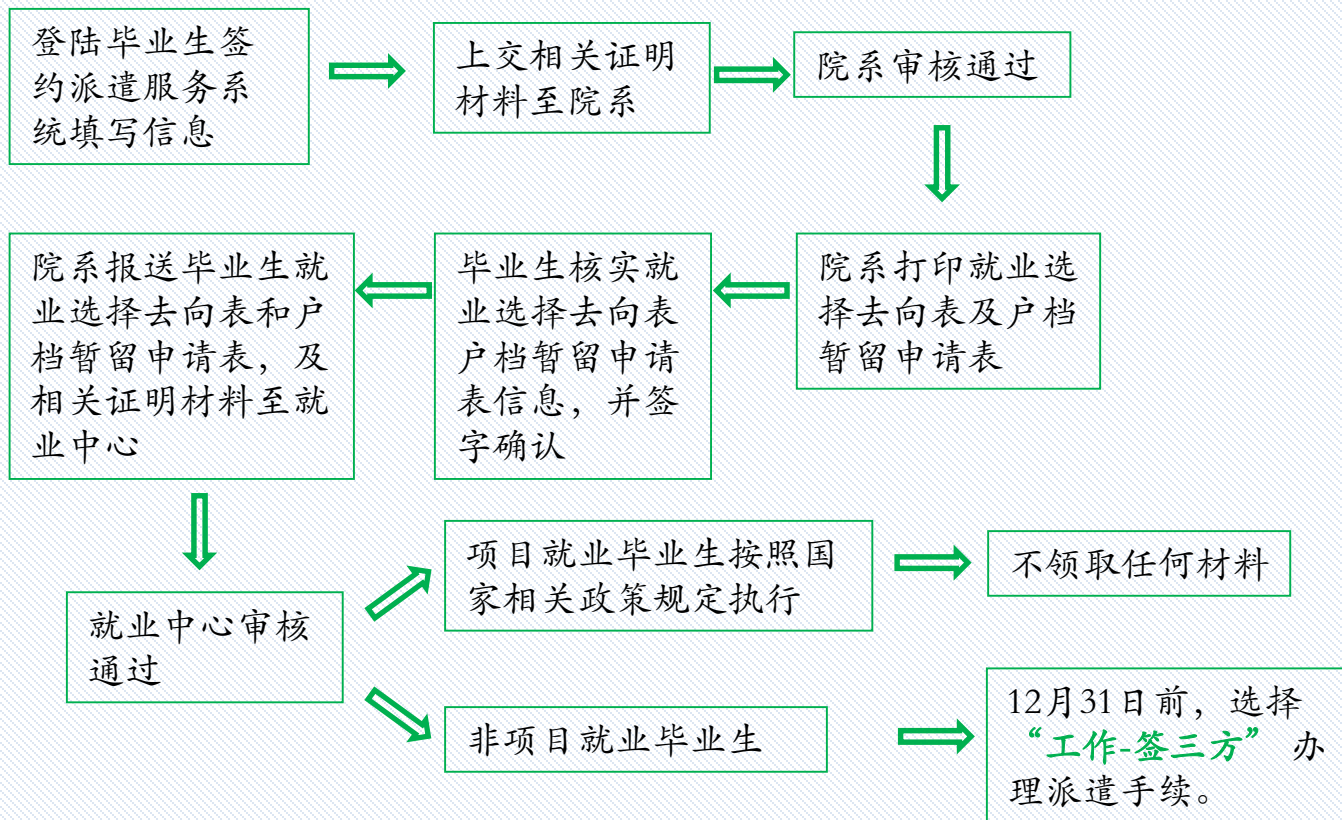 登陆毕业生签
约派遣服务系
统填写信息
上交相关证明
材料至院系
院系审核通过
院系打印就业选
择去向表及户档
暂留申请表
毕业生核实就
业选择去向表
户档暂留申请
表信息，并签
字确认
院系报送毕业生就
业选择去向表和户
档暂留申请表，及
相关证明材料至就
业中心
就业中心审核
通过
项目就业毕业生按照国
家相关政策规定执行
不领取任何材料
非项目就业毕业生
12月31日前，选择
“工作-签三方” 办
理派遣手续。